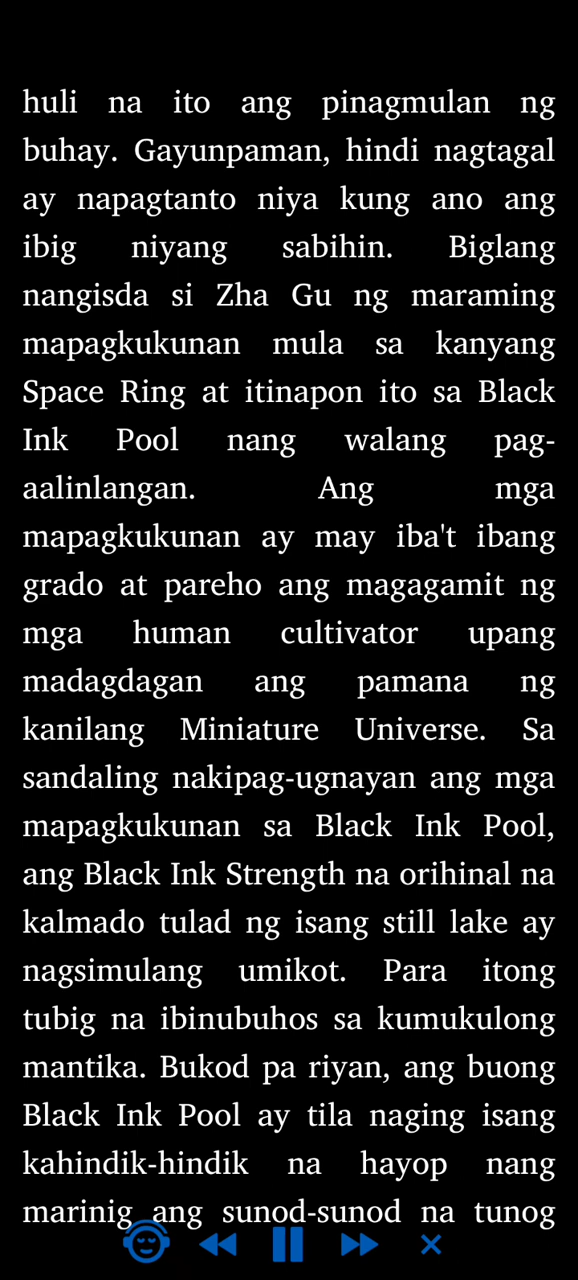 huli na ito ang pinagmulan ng
buhay. Gayunpaman, hindi nagtagal
ay napagtanto niya kung ano ang
ibig niyang sabihin. Biglang
nangisda si Zha Gu ng maraming
mapagkukunan mula sa kanyang
Space Ring at itinapon ito sa Black
Ink Pool nang walang pag-
aalinlangan. Ang mga
mapagkukunan ay may iba't ibang
grado at pareho ang magagamit ng
mga human cultivator upang
madagdagan ang pamana ng
kanilang Miniature Universe. Sa
sandaling nakipag-ugnayan ang mga
mapagkukunan sa Black Ink Pool,
ang Black Ink Strength na orihinal na
kalmado tulad ng isang still lake ay
nagsimulang umikot. Para itong
tubig na ibinubuhos sa kumukulong
mantika. Bukod pa riyan, ang buong
Black Ink Pool ay tila naging isang
kahindik-hindik na hayop nang
marinig ang sunod-sunod na tunog